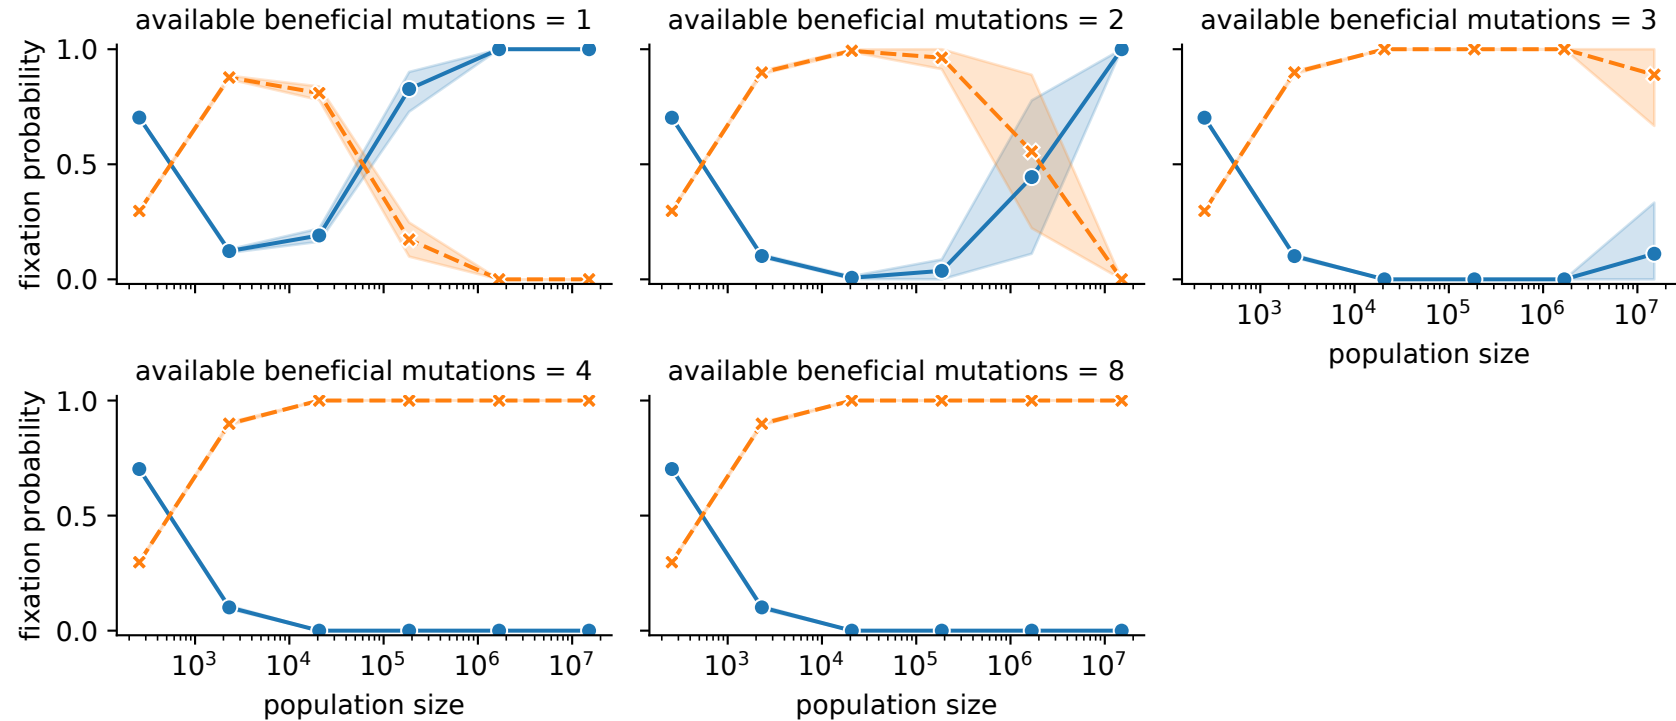 available beneficial mutations = 1
available beneficial mutations = 2
available beneficial mutations = 3
fixation probability
1.0
0.5
0.0
10³ 10⁴ 10⁵ 10⁶ 10⁷
population size
available beneficial mutations = 4
available beneficial mutations = 8
fixation probability
1.0
0.5
0.0
10³ 10⁴ 10⁵ 10⁶ 10⁷
population size
10³ 10⁴ 10⁵ 10⁶ 10⁷
population size